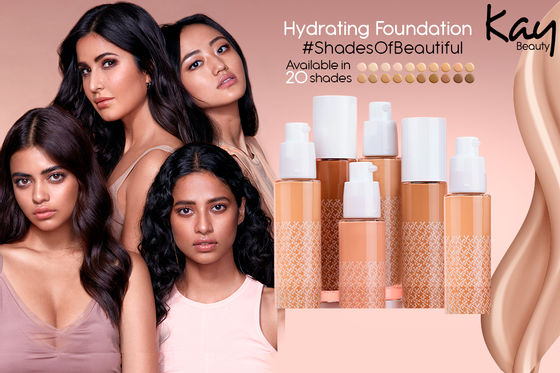 Hydrating Foundation
#ShadesOfBeautiful
Available in
20 shades
Kay
Beauty